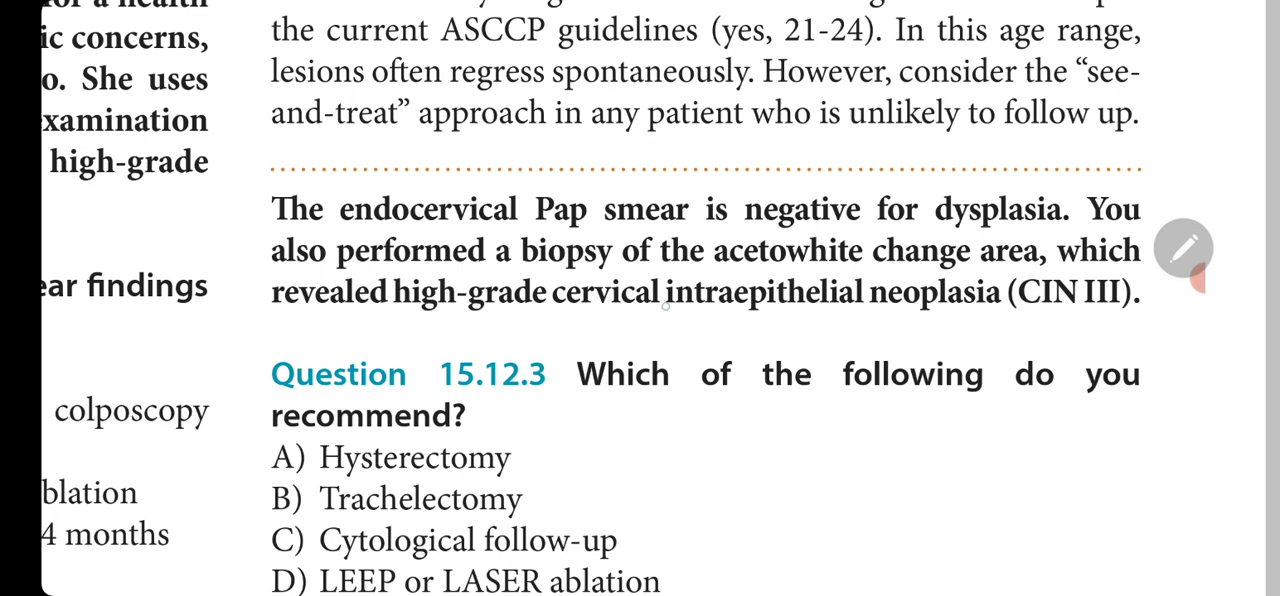 ic concerns,
o. She uses
xamination
high-grade
ear findings
colposcopy
blation
4 months
the current ASCCP guidelines (yes, 21-24). In this age range,
lesions often regress spontaneously. However, consider the “see-
and-treat” approach in any patient who is unlikely to follow up.
The endocervical Pap smear is negative for dysplasia. You
also performed a biopsy of the acetowhite change area, which
revealed high-grade cervical intraepithelial neoplasia (CIN III).
Question 15.12.3 Which of the following do you
recommend?
A) Hysterectomy
B) Trachelectomy
C) Cytological follow-up
D) LEEP or LASER ablation